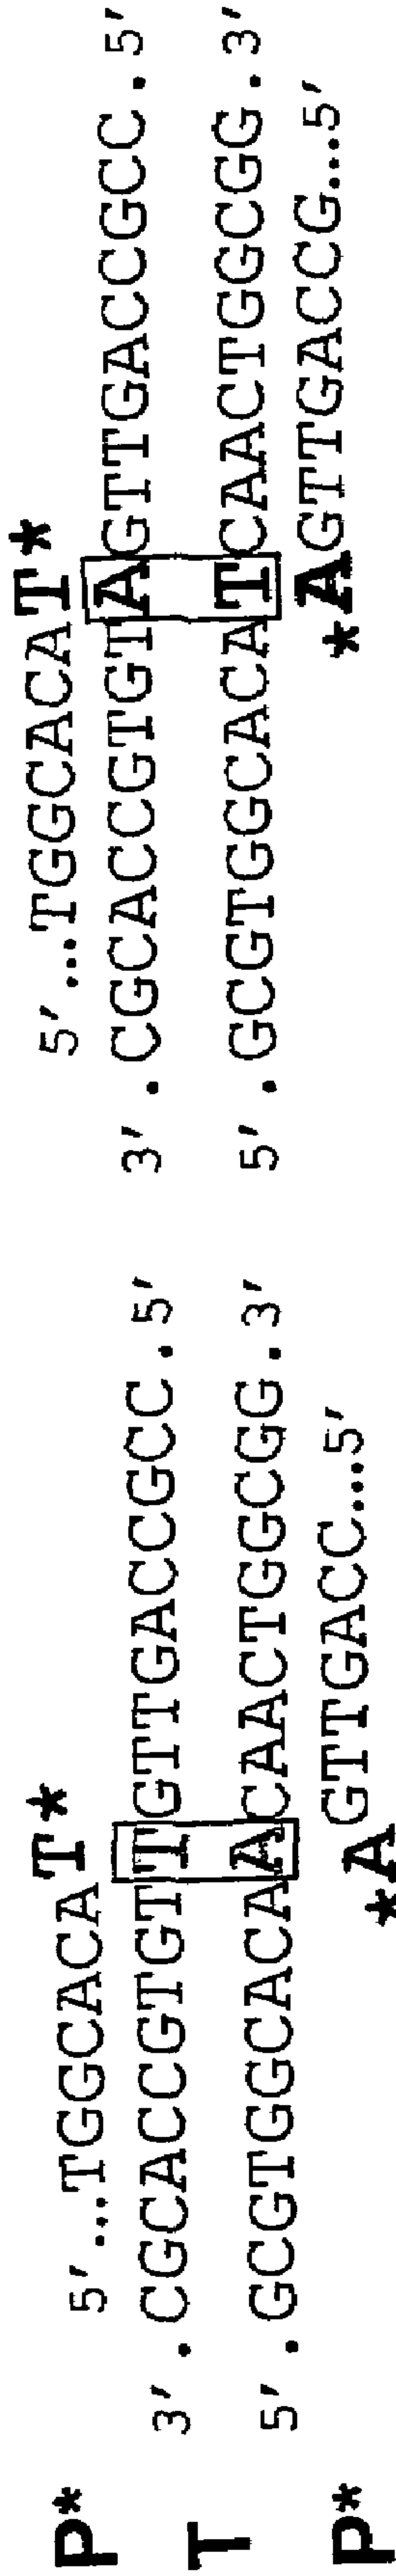 P* 5'...TGGCACAT*
3'.CGCACCGTGTTGTTGACCGCC.5'
T
5'.GCGTGGCACAACAACTGGCGG.3'
P* *AGTTGACC...5'
5'...TGGCACAT*
3'.CGCACCGTGTAGTTGACCGCC.5'
5'.GCGTGGCACATCAACTGGCGG.3'
*AGTTGACCG...5'